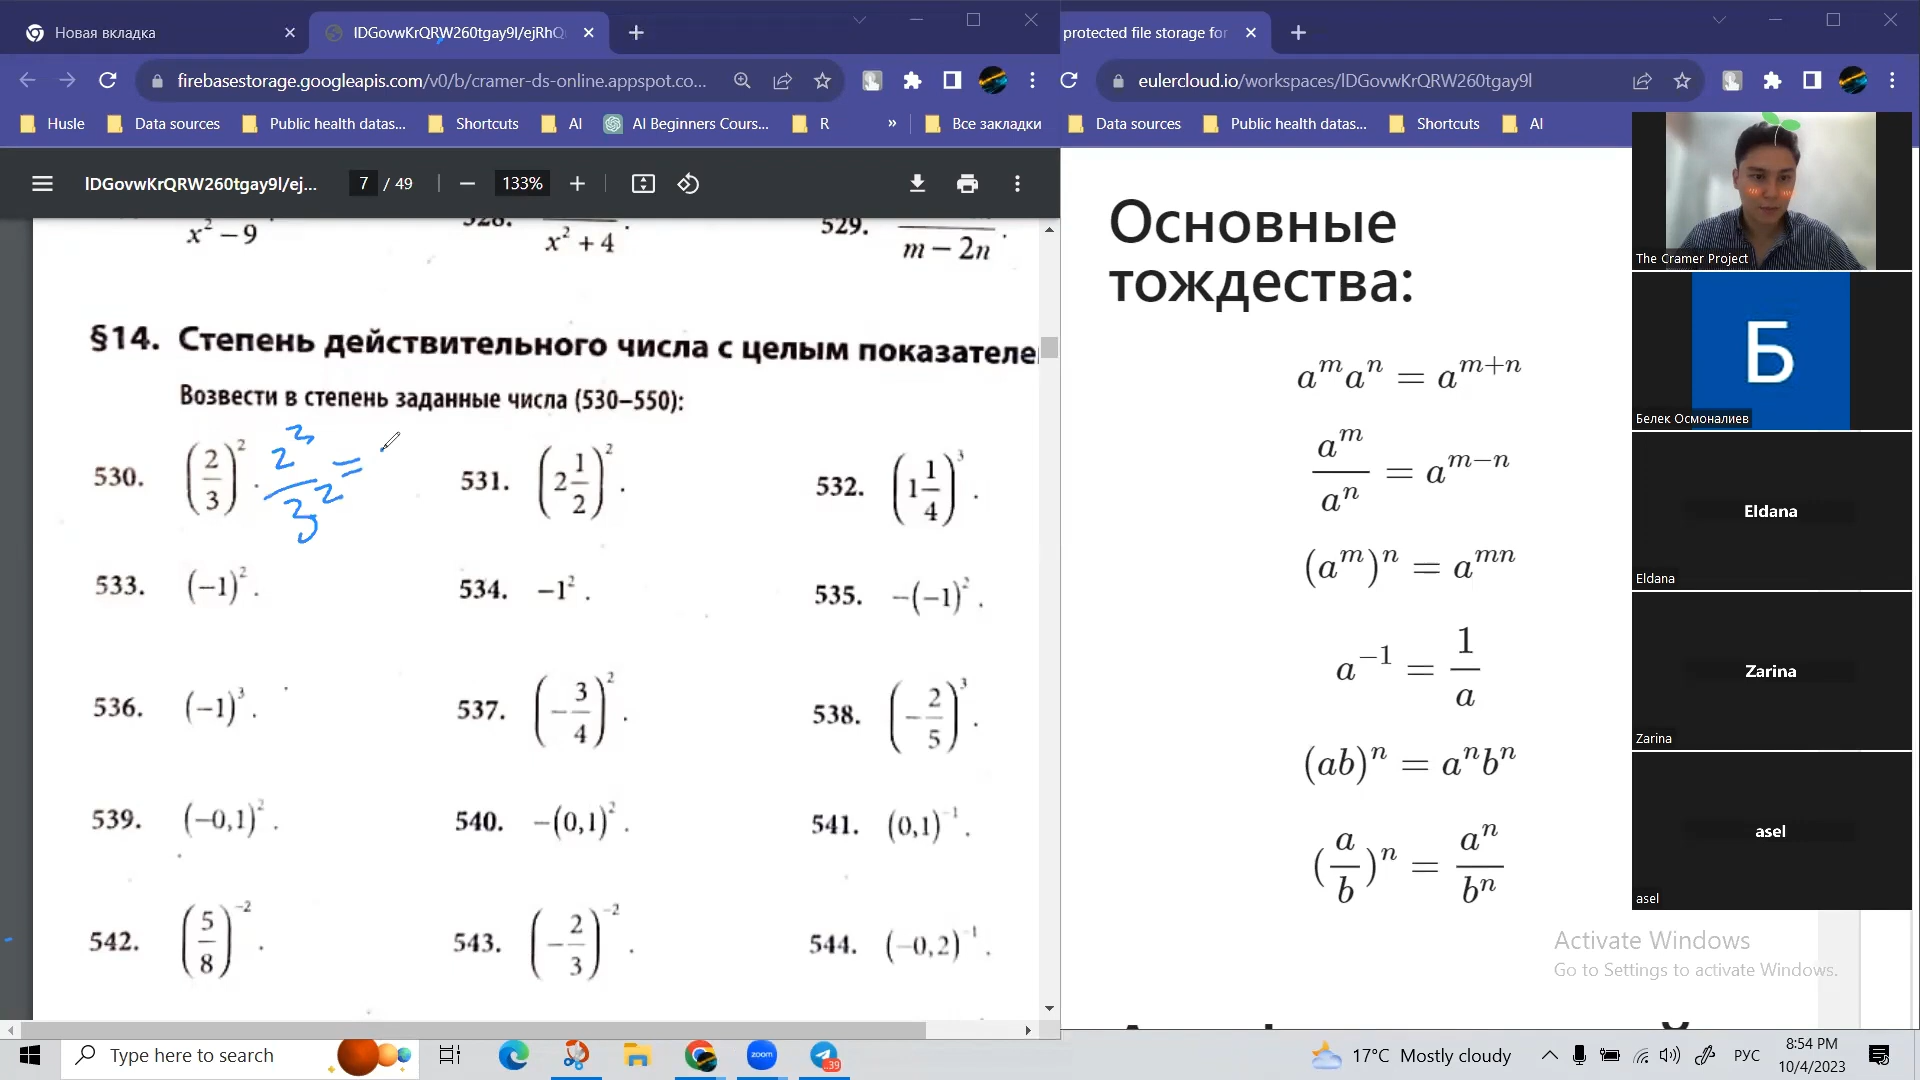 Новая вкладка
lDGovwKrQRW260tgay9l/ejRhQ
protected file storage for
firebasestorage.googleapis.com/v0/b/cramer-ds-online.appspot.co...
eulercloud.io/workspaces/lDGovwKrQRW260tgay9l
Husle Data sources Public health datas... Shortcuts AI AI Beginners Cours... R » Все закладки
Data sources Public health datas... Shortcuts AI
lDGovwKrQRW260tgay9l/ej... 7 / 49 133%
x² − 9 528. x² + 4 . 529. m − 2n .
§14. Степень действительного числа с целым показателе
Возвести в степень заданные числа (530–550):
530. (2/3)² . 2³/3² = 531. (2 1/2)² . 532. (1 1/4)³ .
533. (−1)² . 534. −1² . 535. −(−1)² .
536. (−1)³ . 537. (−3/4)² . 538. (−2/5)³ .
539. (−0,1)² . 540. −(0,1)² . 541. (0,1)⁻¹ .
542. (5/8)⁻² . 543. (−2/3)⁻² . 544. (−0,2)⁻¹ .
Основные
тождества:
aᵐaⁿ = aᵐ⁺ⁿ
aᵐ/aⁿ = aᵐ⁻ⁿ
(aᵐ)ⁿ = aᵐⁿ
a⁻¹ = 1/a
(ab)ⁿ = aⁿbⁿ
(a/b)ⁿ = aⁿ/bⁿ
The Cramer Project
Б
Белек Осмоналиев
Eldana
Eldana
Zarina
Zarina
asel
asel
Activate Windows
Go to Settings to activate Windows.
Type here to search
zoom
39
17°C Mostly cloudy
РУС
8:54 PM
10/4/2023